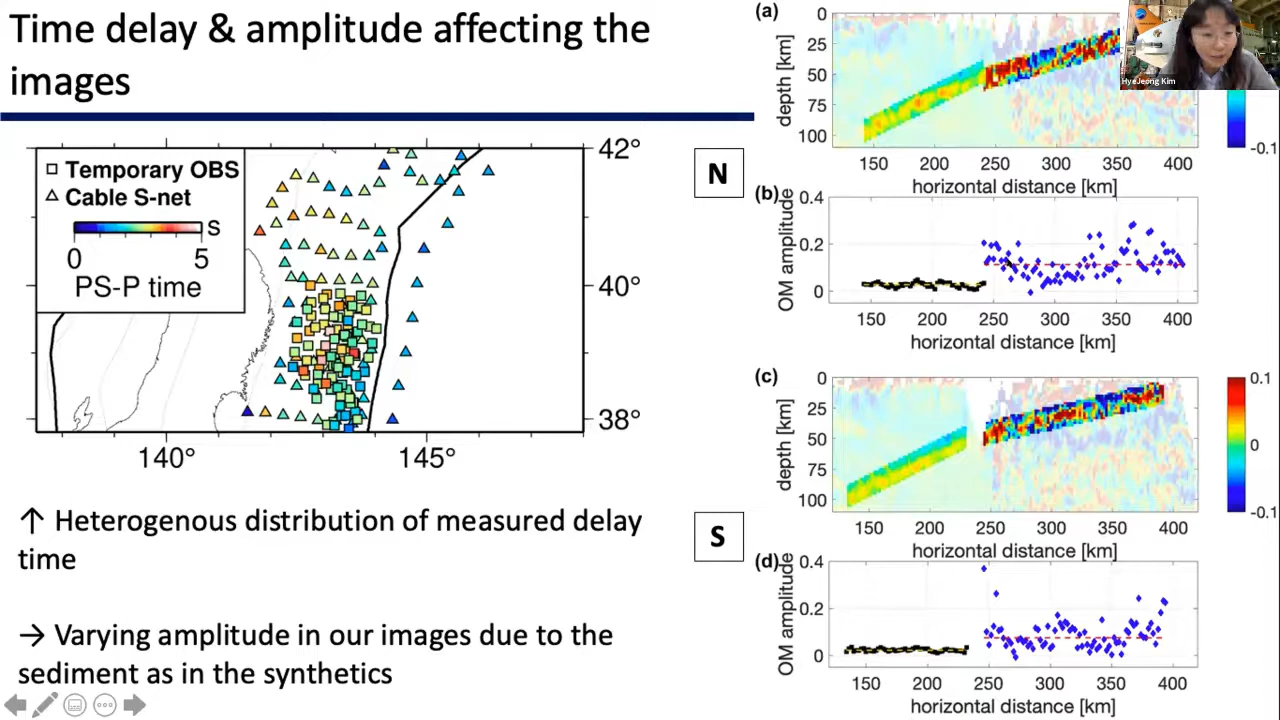 Time delay & amplitude affecting the
images
Temporary OBS
Cable S-net
S
0 5
PS-P time
42°
40°
38°
140° 145°
↑ Heterogenous distribution of measured delay
time
→ Varying amplitude in our images due to the
sediment as in the synthetics
N
S
(a)
0
25
50
75
100
depth [km]
150 200 250 300 350 400
horizontal distance [km]
-0.1
HyeJeong Kim
(b)
0.4
0.2
0
OM amplitude
150 200 250 300 350 400
horizontal distance [km]
(c)
0
25
50
75
100
depth [km]
150 200 250 300 350 400
horizontal distance [km]
0.1
0
-0.1
(d)
0.4
0.2
0
OM amplitude
150 200 250 300 350 400
horizontal distance [km]